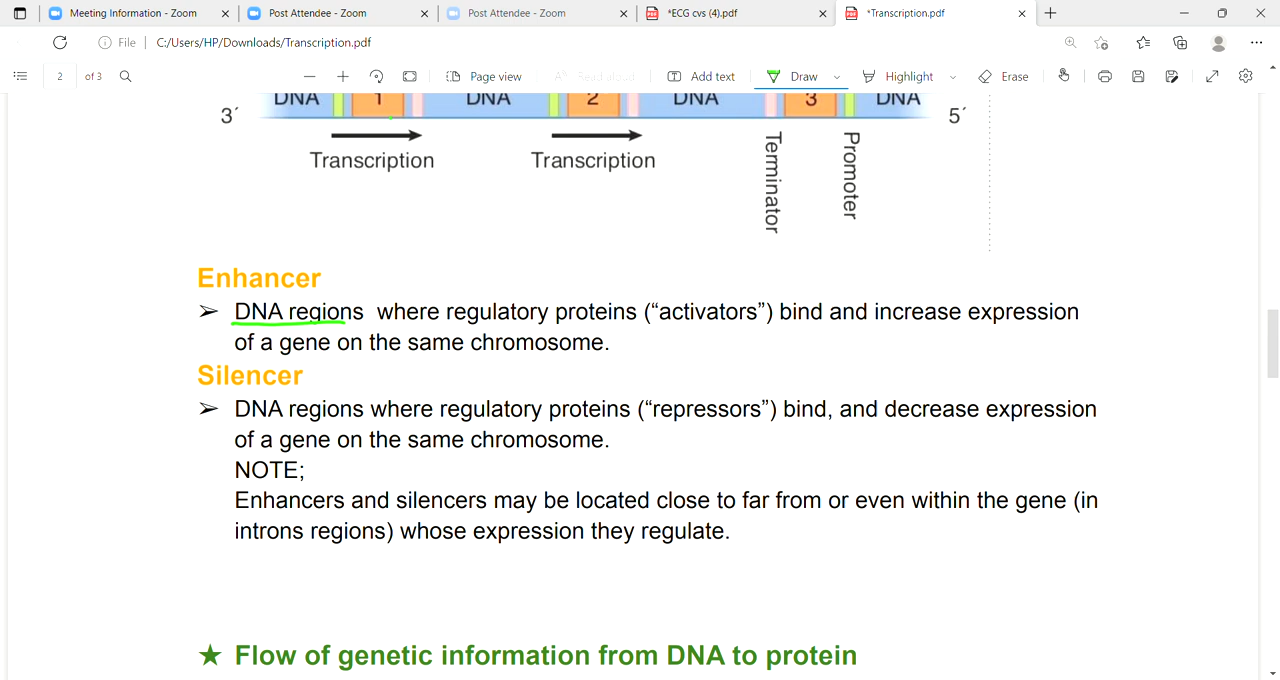 Meeting Information - Zoom
Post Attendee - Zoom
Post Attendee - Zoom
*ECG cvs (4).pdf
*Transcription.pdf
File
C:/Users/HP/Downloads/Transcription.pdf
2 of 3
Page view
Read aloud
Add text
Draw
Highlight
Erase
DNA 1 DNA 2 DNA 3 DNA
3´ 5´
Transcription Transcription
Terminator
Promoter
Enhancer
➢ DNA regions where regulatory proteins (“activators”) bind and increase expression
of a gene on the same chromosome.
Silencer
➢ DNA regions where regulatory proteins (“repressors”) bind, and decrease expression
of a gene on the same chromosome.
NOTE;
Enhancers and silencers may be located close to far from or even within the gene (in
introns regions) whose expression they regulate.
★ Flow of genetic information from DNA to protein